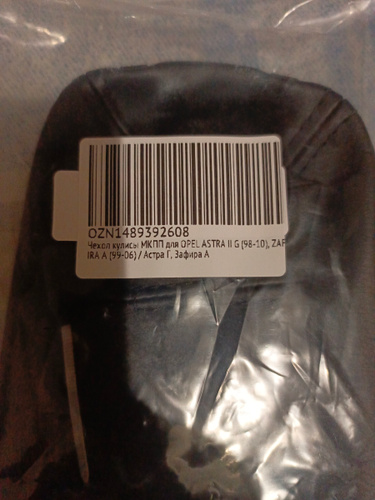 OZN1489392608
Чехол кулисы МКПП для OPEL ASTRA II G (98-10), ZAF
IRA A (99-06) / Астра Г, Зафира А